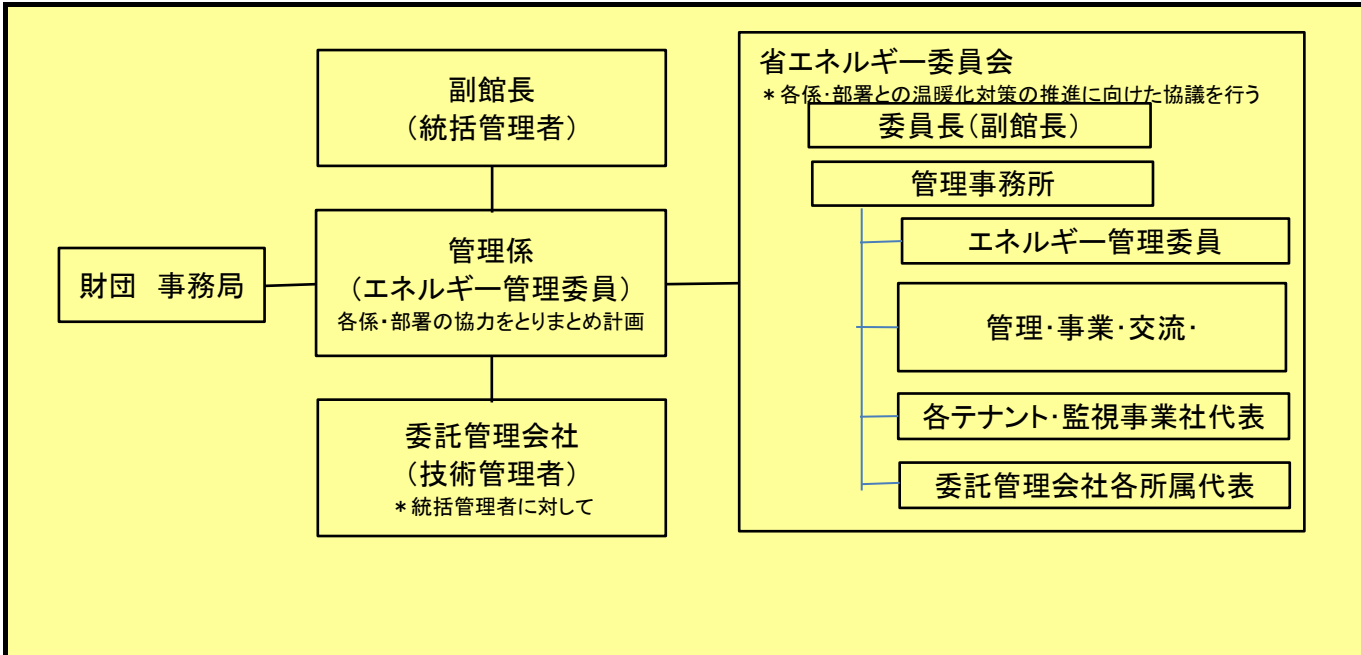 副館長
（統括管理者）
財団　事務局
管理係
（エネルギー管理委員）
各係・部署の協力をとりまとめ計画
委託管理会社
（技術管理者）
＊統括管理者に対して
省エネルギー委員会
＊各係・部署との温暖化対策の推進に向けた協議を行う
委員長（副館長）
管理事務所
エネルギー管理委員
管理・事業・交流・
各テナント・監視事業社代表
委託管理会社各所属代表